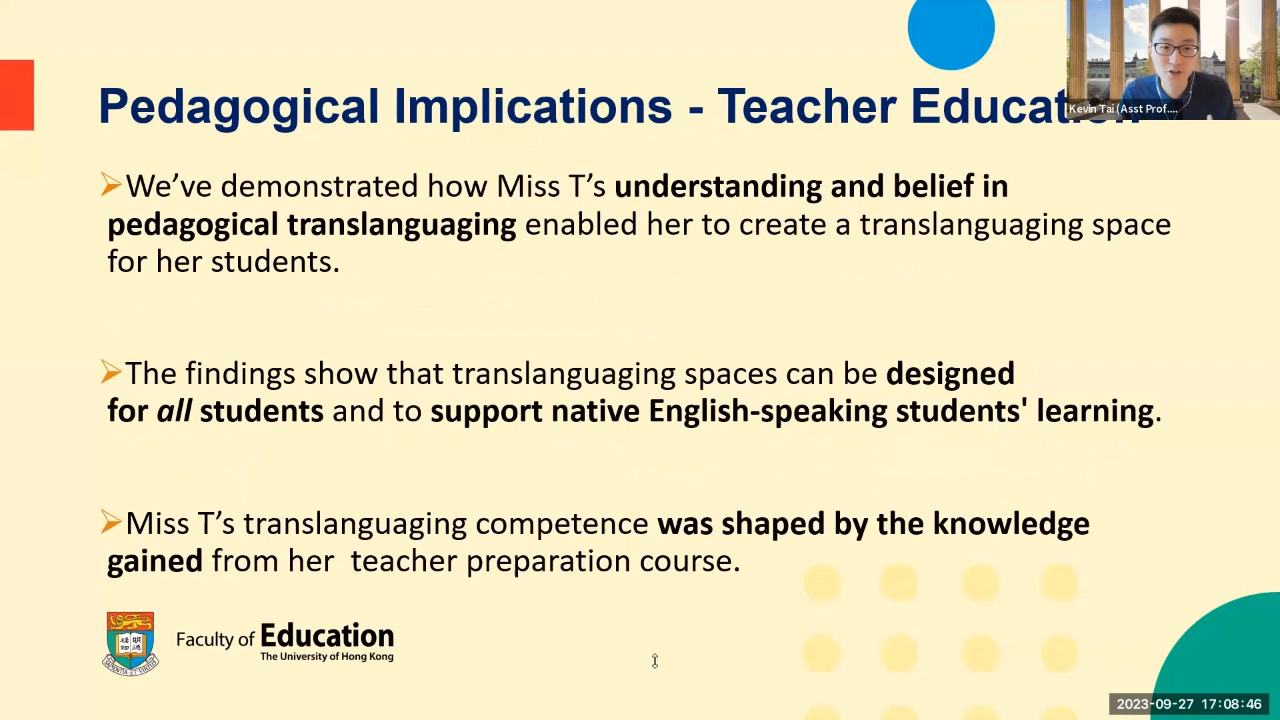 Pedagogical Implications - Teacher Education
Kevin Tai (Asst Prof....
➢We’ve demonstrated how Miss T’s understanding and belief in
pedagogical translanguaging enabled her to create a translanguaging space
for her students.
➢The findings show that translanguaging spaces can be designed
for all students and to support native English-speaking students' learning.
➢Miss T’s translanguaging competence was shaped by the knowledge
gained from her  teacher preparation course.
Faculty of Education
The University of Hong Kong
2023-09-27 17:08:46